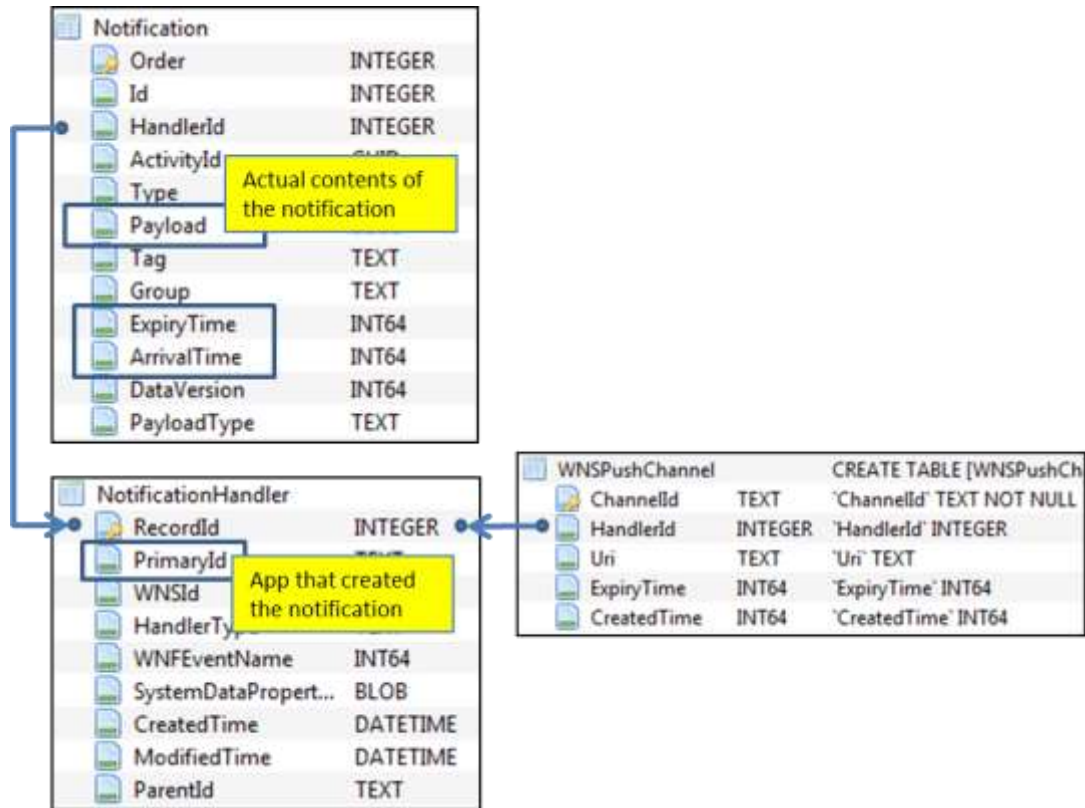 Notification
Order INTEGER
Id INTEGER
HandlerId INTEGER
ActivityId
Type
Actual contents of
the notification
Payload
Tag TEXT
Group TEXT
ExpiryTime INT64
ArrivalTime INT64
DataVersion INT64
PayloadType TEXT
NotificationHandler
RecordId INTEGER
PrimaryId
WNSId
App that created
the notification
HandlerType
WNFEventName INT64
SystemDataPropert... BLOB
CreatedTime DATETIME
ModifiedTime DATETIME
ParentId TEXT
WNSPushChannel CREATE TABLE [WNSPushCh
ChannelId TEXT `ChannelId` TEXT NOT NULL
HandlerId INTEGER `HandlerId` INTEGER
Uri TEXT `Uri` TEXT
ExpiryTime INT64 `ExpiryTime` INT64
CreatedTime INT64 `CreatedTime` INT64